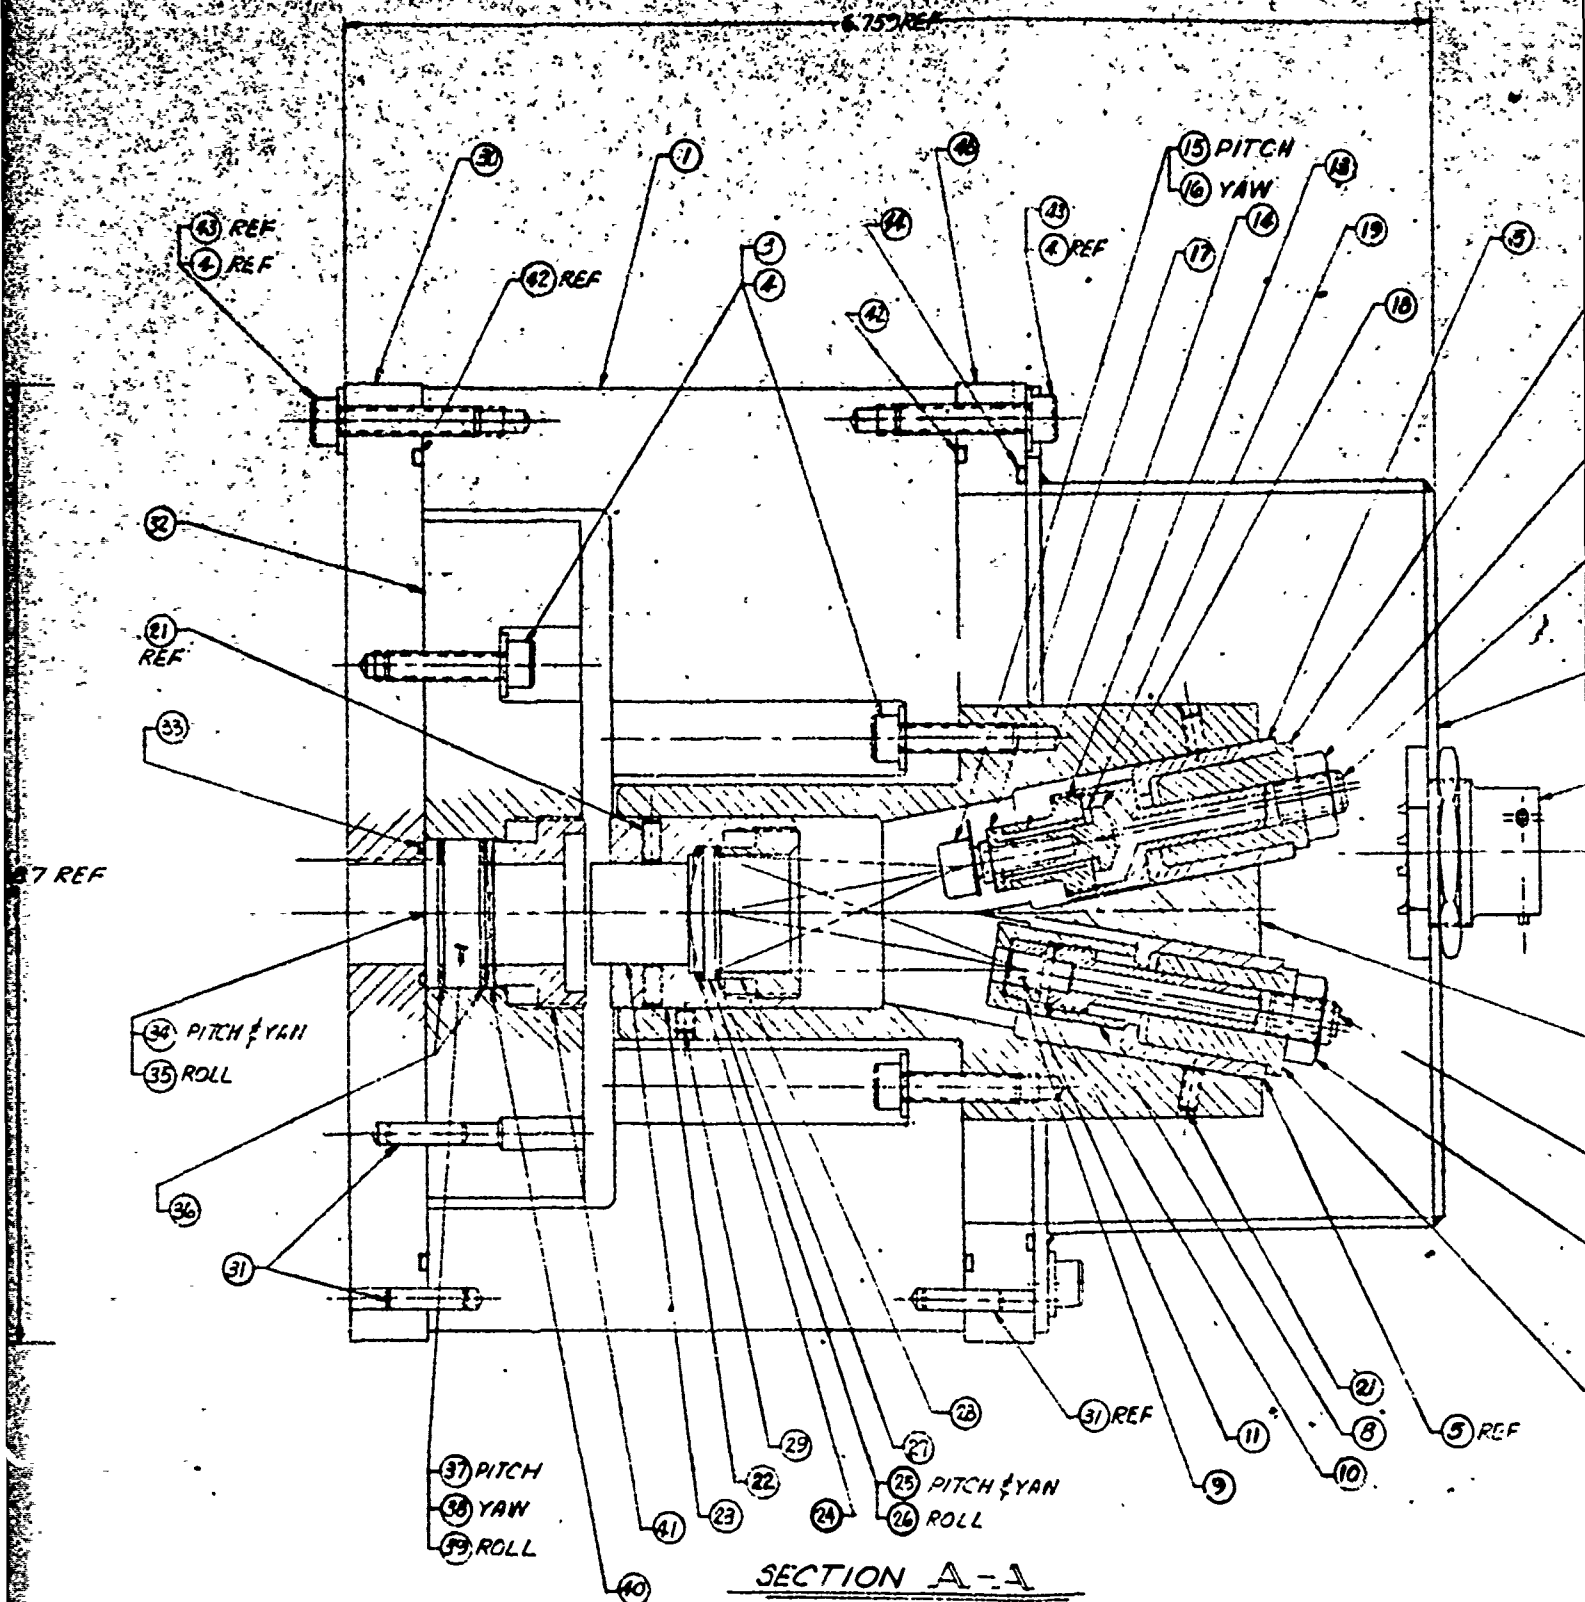 6.759 REF
30
1
15 PITCH
16 YAW
13
43 REF
4 REF
42 REF
3
4
44
43
4 REF
17
14
19
5
42
18
32
21
REF
33
7 REF
34 PITCH & YAW
35 ROLL
36
31
37 PITCH
38 YAW
39 ROLL
40
41
23
22
29
24
25 PITCH & YAW
26 ROLL
27
28
31 REF
9
11
10
8
21
5 REF
SECTION A-A